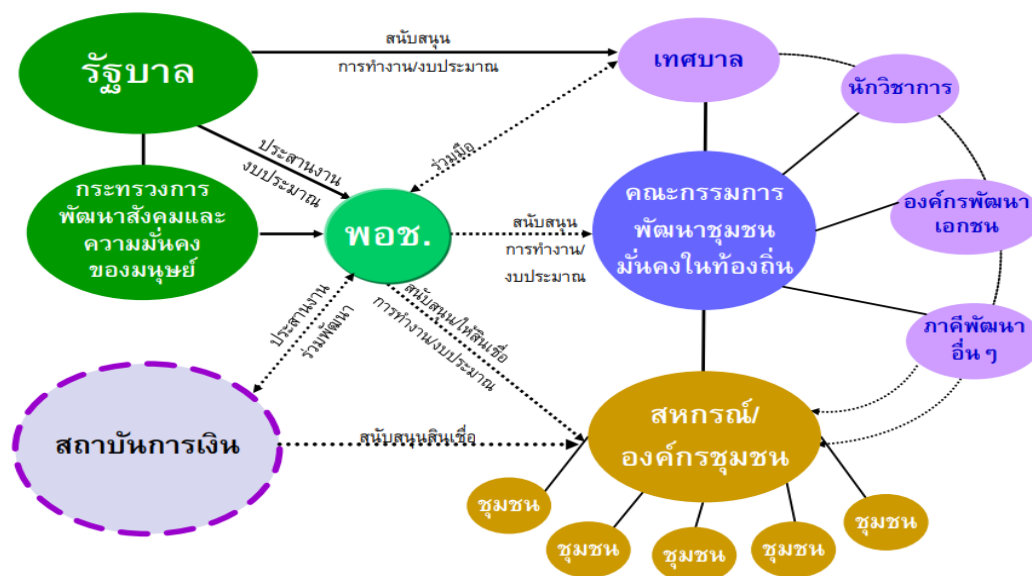 สนับสนุน
การทำงาน/งบประมาณ
รัฐบาล
เทศบาล
นักวิชาการ
ประสานงาน
งบประมาณ
ร่วมมือ
กระทรวงการ
พัฒนาสังคมและ
ความมั่นคง
ของมนุษย์
พอช.
สนับสนุน
การทำงาน/
งบประมาณ
คณะกรรมการ
พัฒนาชุมชน
มั่นคงในท้องถิ่น
องค์กรพัฒนา
เอกชน
ประสานงาน
ร่วมพัฒนา
สนับสนุน/ให้สินเชื่อ
การทำงาน/งบประมาณ
ภาคีพัฒนา
อื่น ๆ
สถาบันการเงิน
สนับสนุนสินเชื่อ
สหกรณ์/
องค์กรชุมชน
ชุมชน
ชุมชน
ชุมชน
ชุมชน
ชุมชน